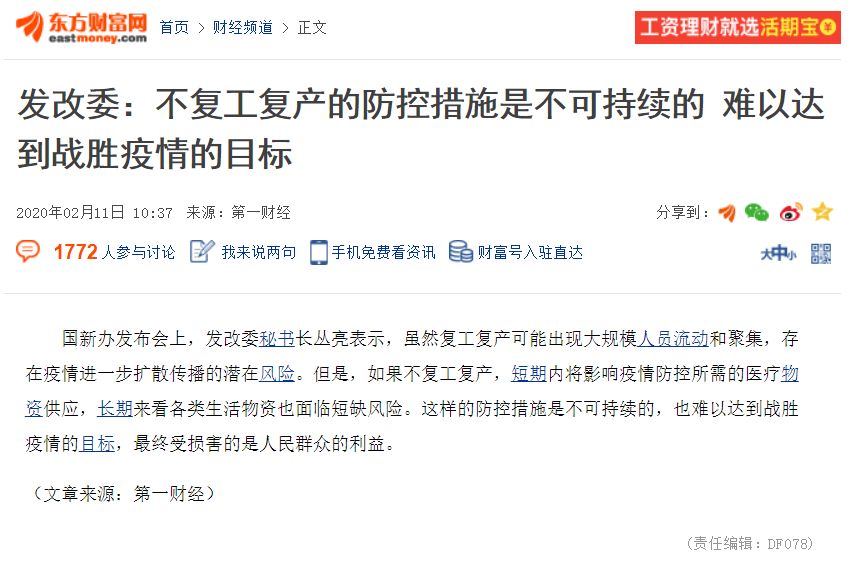 东方财富网 首页 > 财经频道 > 正文 工资理财就选活期宝
eastmoney.com
发改委：不复工复产的防控措施是不可持续的 难以达
到战胜疫情的目标
2020年02月11日 10:37 来源：第一财经 分享到：
1772人参与讨论 我来说两句 手机免费看资讯 财富号入驻直达 大中小
国新办发布会上，发改委秘书长丛亮表示，虽然复工复产可能出现大规模人员流动和聚集，存
在疫情进一步扩散传播的潜在风险。但是，如果不复工复产，短期内将影响疫情防控所需的医疗物
资供应，长期来看各类生活物资也面临短缺风险。这样的防控措施是不可持续的，也难以达到战胜
疫情的目标，最终受损害的是人民群众的利益。
（文章来源：第一财经）
（责任编辑：DF078）